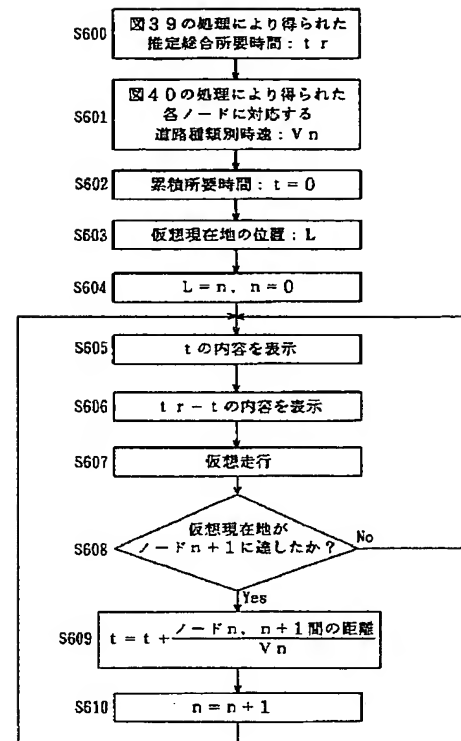 S600
図39の処理により得られた
推定総合所要時間：tr
S601
図40の処理により得られた
各ノードに対応する
道路種類別時速：Vn
S602
累積所要時間：t＝0
S603
仮想現在地の位置：L
S604
L＝n，n＝0
S605
tの内容を表示
S606
tr－tの内容を表示
S607
仮想走行
S608
仮想現在地が
ノードn＋1に達したか？
No
Yes
S609
t＝t＋ノードn，n＋1間の距離/Vn
S610
n＝n＋1